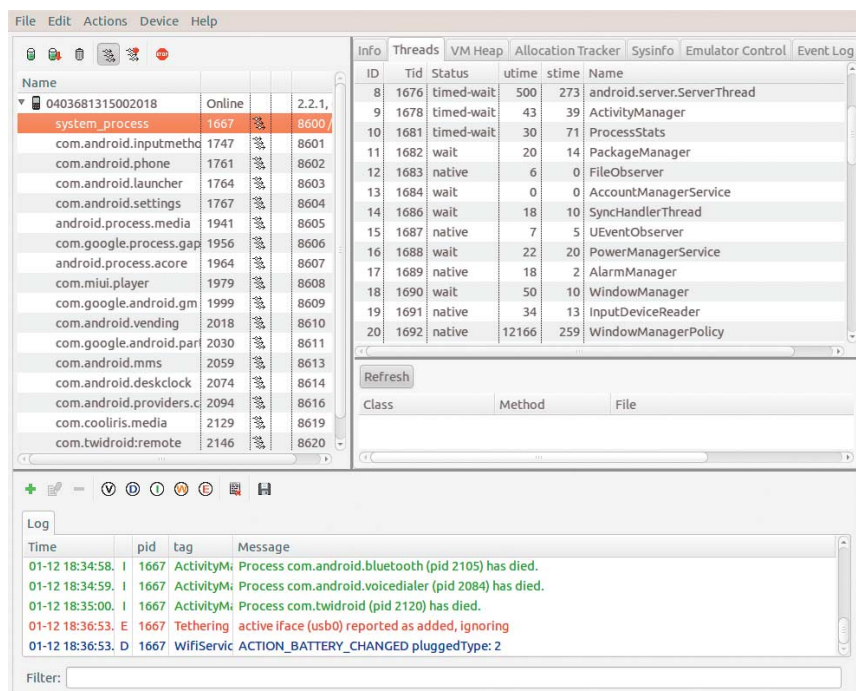 File Edit Actions Device Help
Info Threads VM Heap Allocation Tracker Sysinfo Emulator Control Event Log
Name
0403681315002018 Online 2.2.1,
system_process 1667 8600 /
com.android.inputmetho 1747 8601
com.android.phone 1761 8602
com.android.launcher 1764 8603
com.android.settings 1767 8604
android.process.media 1941 8605
com.google.process.gap 1956 8606
android.process.acore 1964 8607
com.miui.player 1979 8608
com.google.android.gm 1999 8609
com.android.vending 2018 8610
com.google.android.part 2030 8611
com.android.mms 2059 8613
com.android.deskclock 2074 8614
com.android.providers.c 2094 8616
com.cooliris.media 2129 8619
com.twidroid:remote 2146 8620
ID Tid Status utime stime Name
8 1676 timed-wait 500 273 android.server.ServerThread
9 1678 timed-wait 43 39 ActivityManager
10 1681 timed-wait 30 71 ProcessStats
11 1682 wait 20 14 PackageManager
12 1683 native 6 0 FileObserver
13 1684 wait 0 0 AccountManagerService
14 1686 wait 18 10 SyncHandlerThread
15 1687 native 7 5 UEventObserver
16 1688 wait 22 20 PowerManagerService
17 1689 native 18 2 AlarmManager
18 1690 wait 50 10 WindowManager
19 1691 native 34 13 InputDeviceReader
20 1692 native 12166 259 WindowManagerPolicy
Refresh
Class Method File
V D I W E
Log
Time pid tag Message
01-12 18:34:58. I 1667 ActivityMa Process com.android.bluetooth (pid 2105) has died.
01-12 18:34:59. I 1667 ActivityMa Process com.android.voicedialer (pid 2084) has died.
01-12 18:35:00. I 1667 ActivityMa Process com.twidroid (pid 2120) has died.
01-12 18:36:53. E 1667 Tethering active iface (usb0) reported as added, ignoring
01-12 18:36:53. D 1667 WifiServic ACTION_BATTERY_CHANGED pluggedType: 2
Filter: